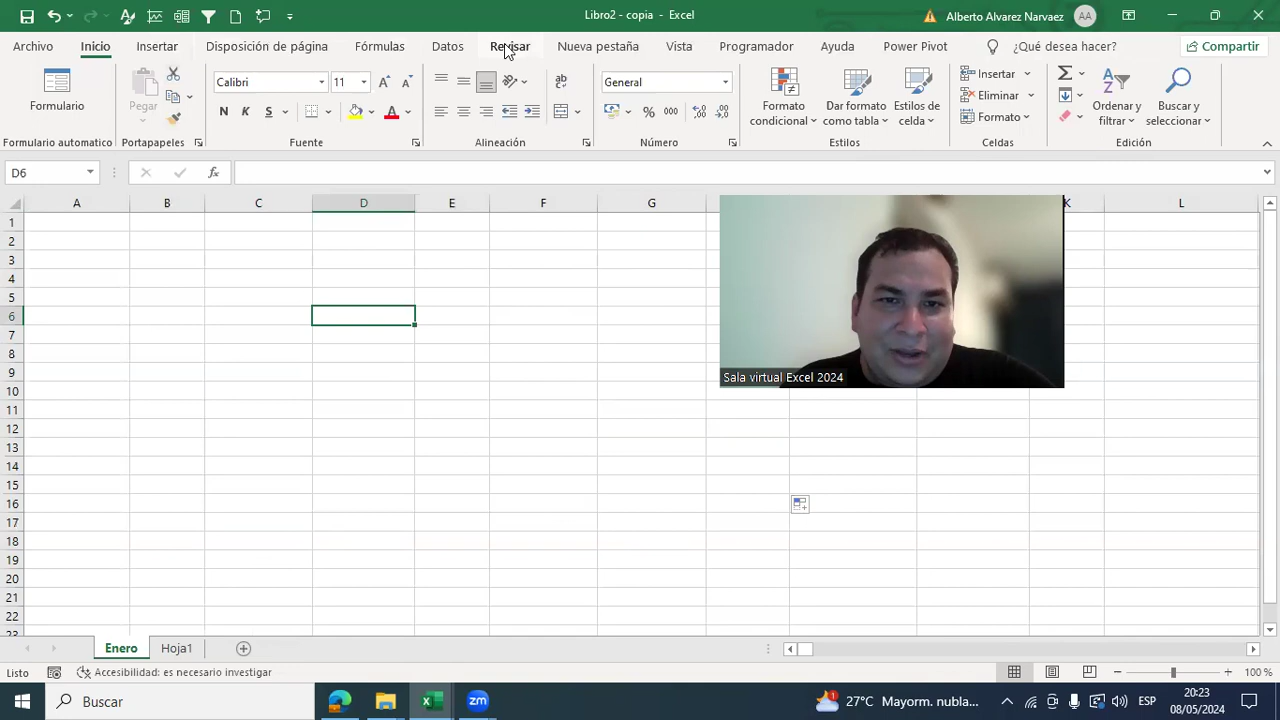 Libro2 - copia - Excel
Alberto Alvarez Narvaez
AA
Archivo
Inicio
Insertar
Disposición de página
Fórmulas
Datos
Revisar
Nueva pestaña
Vista
Programador
Ayuda
Power Pivot
¿Qué desea hacer?
Compartir
Formulario
Formulario automatico
Pegar
Portapapeles
Calibri
11
N
K
S
A
Fuente
ab
Alineación
General
%
000
Número
Formato
condicional
Dar formato
como tabla
Estilos de
celda
Estilos
Insertar
Eliminar
Formato
Celdas
Ordenar y
filtrar
Buscar y
seleccionar
Edición
D6
fx
A B C D E F G K L
1
2
3
4
5
6
7
8
9
10
11
12
13
14
15
16
17
18
19
20
21
22
23
Sala virtual Excel 2024
Enero
Hoja1
Listo
Accesibilidad: es necesario investigar
100 %
Buscar
27°C Mayorm. nubla...
ESP
20:23
08/05/2024